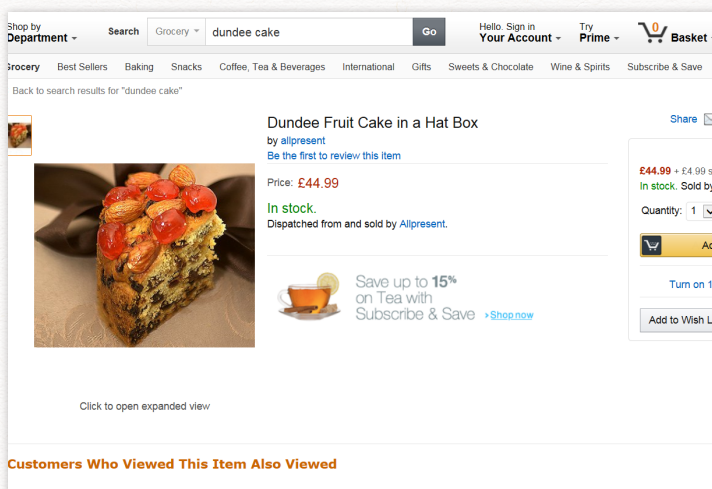 Shop by
Department
Search
Grocery
dundee cake
Go
Hello. Sign in
Your Account
Try
Prime
0
Basket
Grocery Best Sellers Baking Snacks Coffee, Tea & Beverages International Gifts Sweets & Chocolate Wine & Spirits Subscribe & Save
Back to search results for "dundee cake"
Dundee Fruit Cake in a Hat Box
by allpresent
Be the first to review this item
Price: £44.99
In stock.
Dispatched from and sold by Allpresent.
Save up to 15%
on Tea with
Subscribe & Save
› Shop now
Click to open expanded view
Share
£44.99 + £4.99 s
In stock. Sold by
Quantity: 1
Ad
Turn on 1
Add to Wish L
Customers Who Viewed This Item Also Viewed